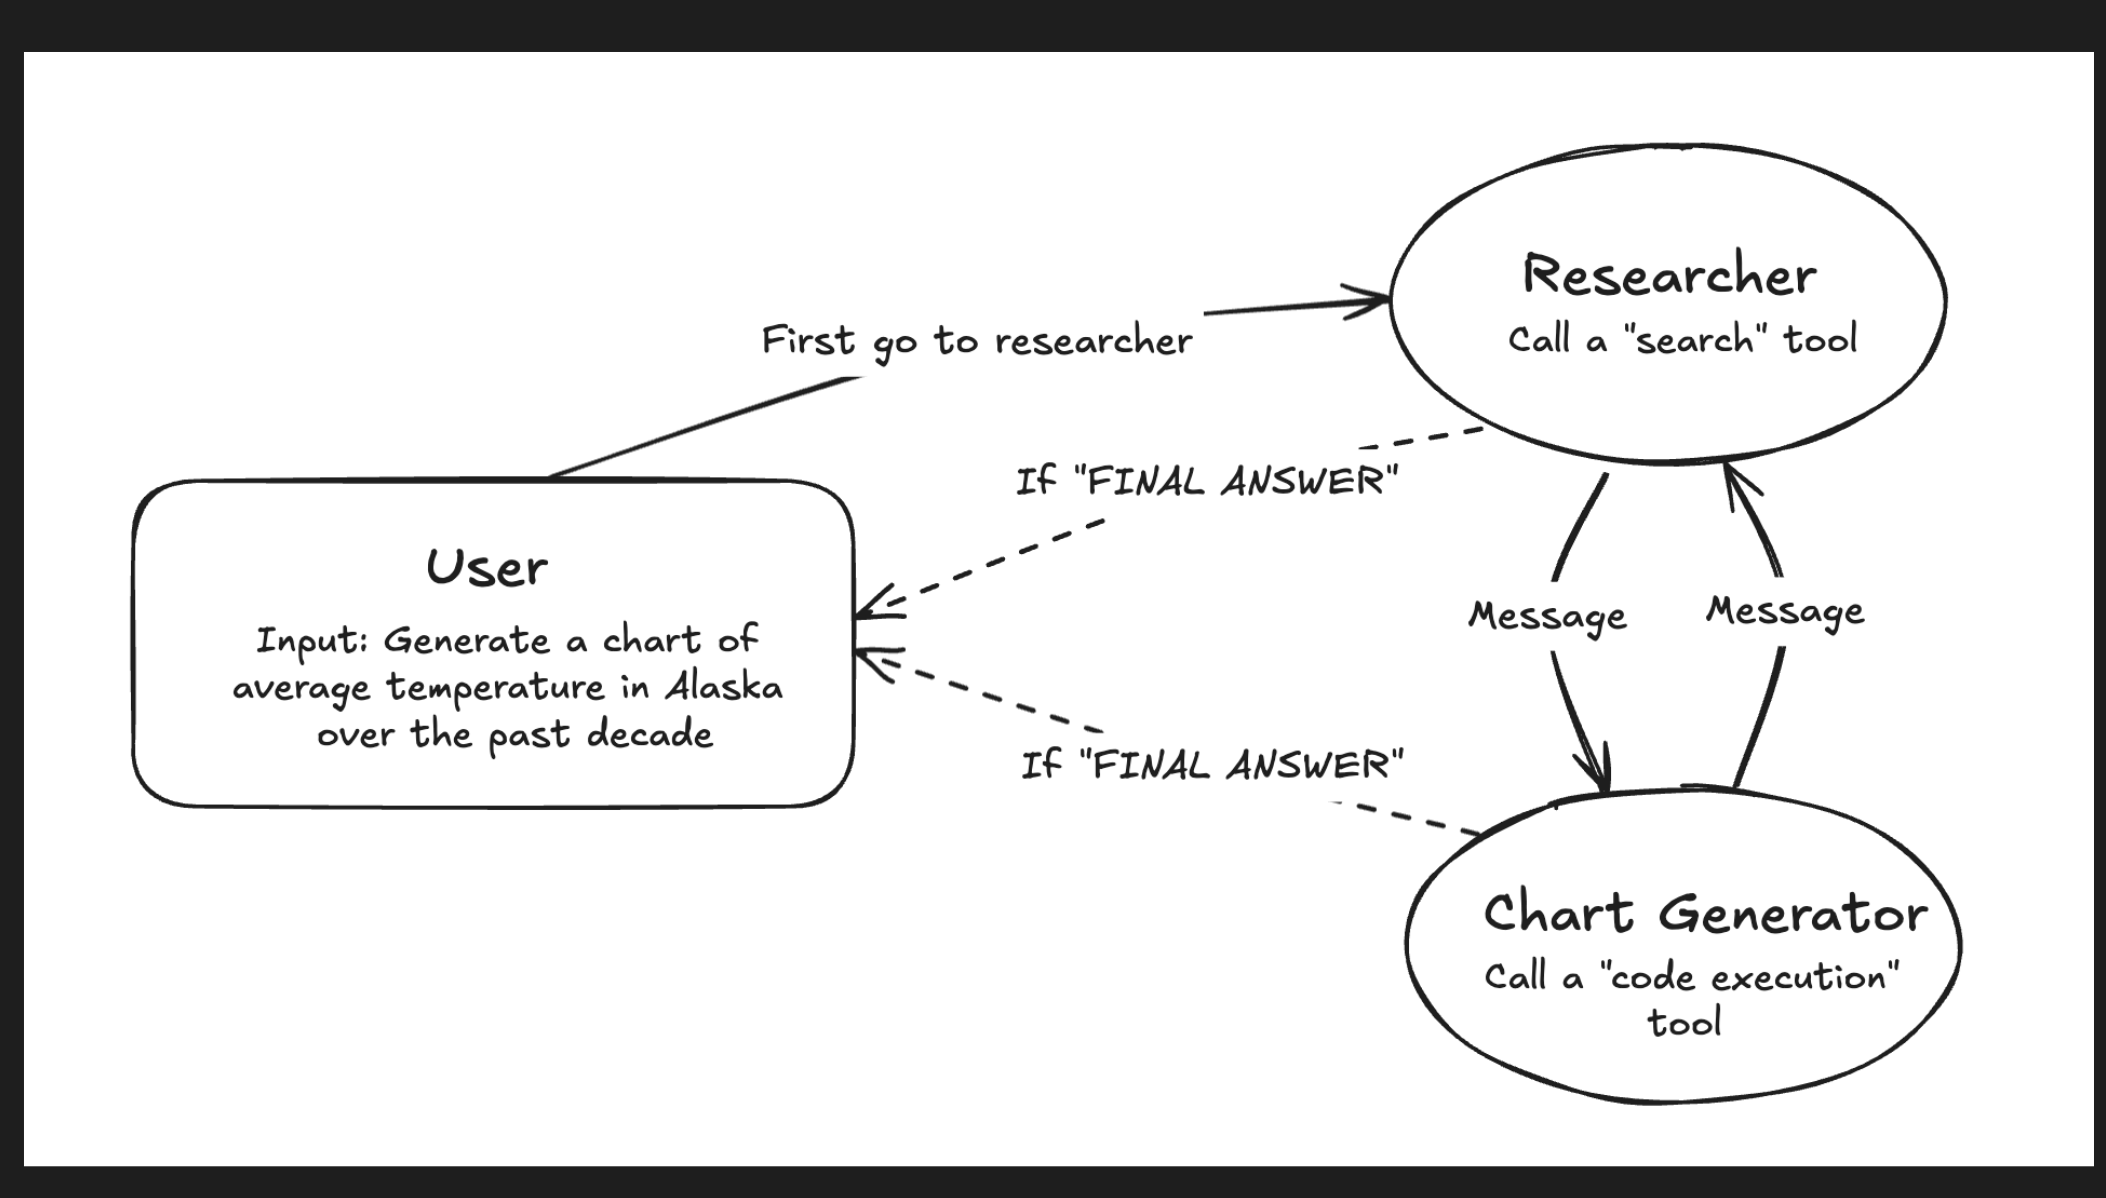 Researcher
Call a "search" tool
First go to researcher
If "FINAL ANSWER"
User
Input: Generate a chart of
average temperature in Alaska
over the past decade
Message
Message
If "FINAL ANSWER"
Chart Generator
Call a "code execution"
tool